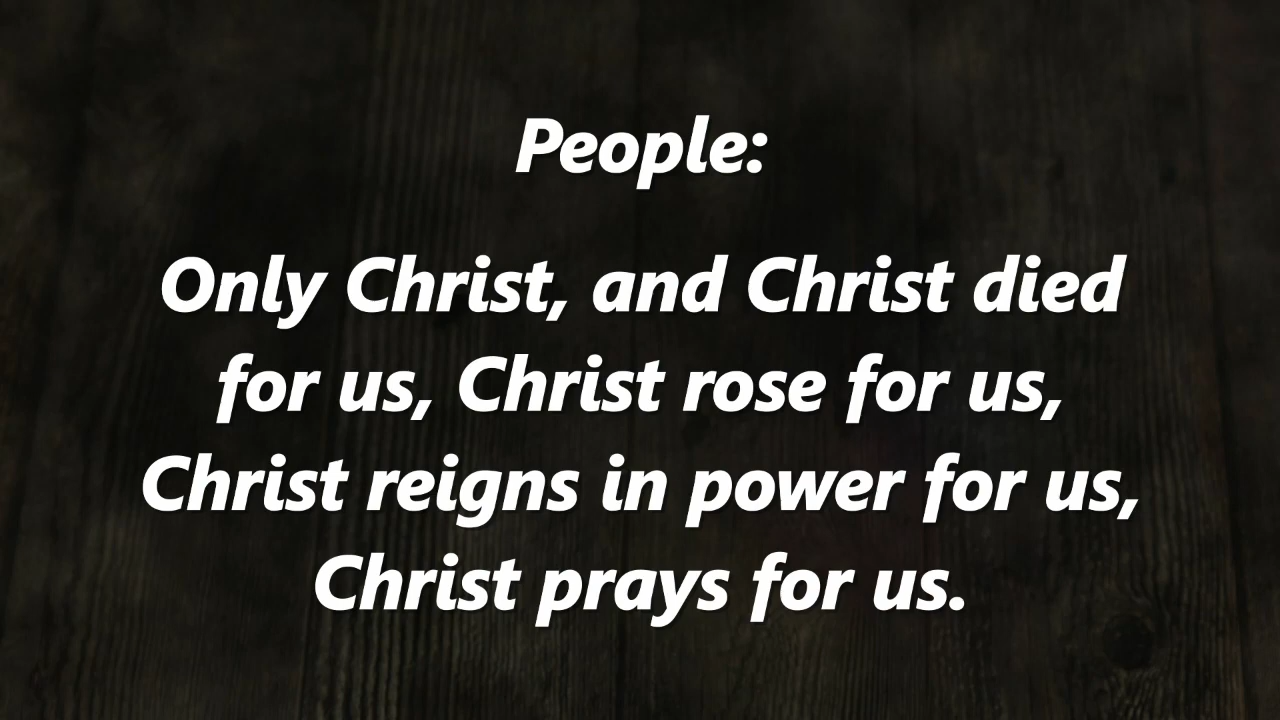 People:
Only Christ, and Christ died
for us, Christ rose for us,
Christ reigns in power for us,
Christ prays for us.